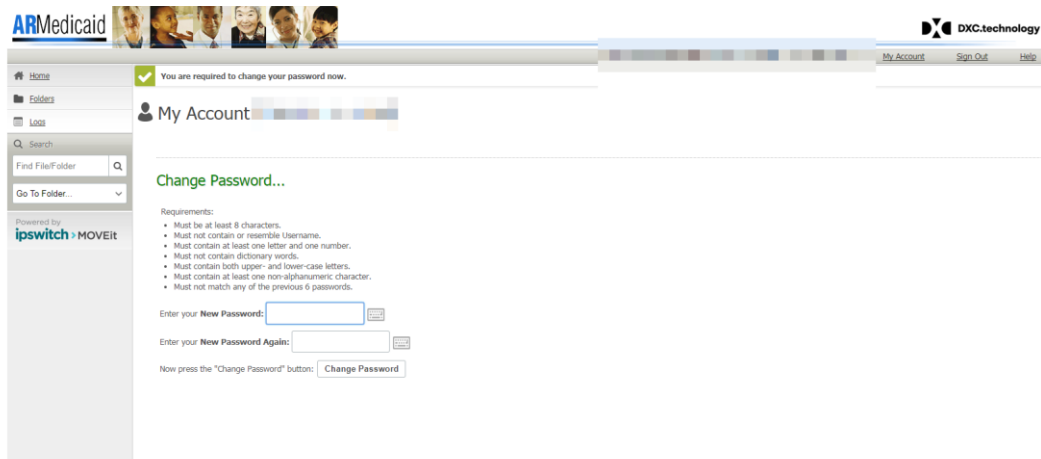 ARMedicaid
DXC.technology
My Account Sign Out Help
Home
Folders
Logs
Search
Find File/Folder
Go To Folder...
Powered by
ipswitch MOVEit
You are required to change your password now.
My Account
Change Password...
Requirements:
• Must be at least 8 characters.
• Must not contain or resemble Username.
• Must contain at least one letter and one number.
• Must not contain dictionary words.
• Must contain both upper- and lower-case letters.
• Must contain at least one non-alphanumeric character.
• Must not match any of the previous 6 passwords.
Enter your New Password:
Enter your New Password Again:
Now press the "Change Password" button: Change Password